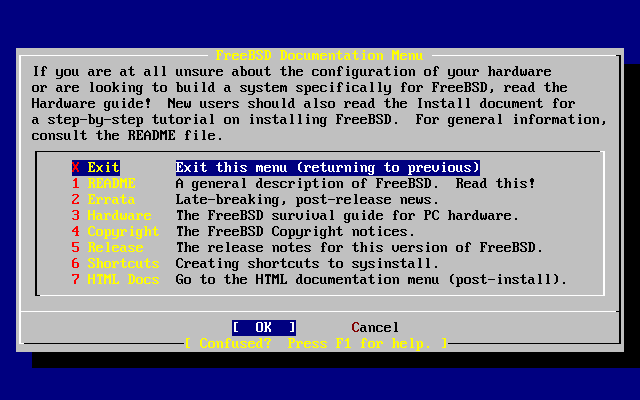 FreeBSD Documentation Menu
If you are at all unsure about the configuration of your hardware
or are looking to build a system specifically for FreeBSD, read the
Hardware guide!  New users should also read the Install document for
a step-by-step tutorial on installing FreeBSD.  For general information,
consult the README file.
X Exit Exit this menu (returning to previous)
1 README A general description of FreeBSD.  Read this!
2 Errata Late-breaking, post-release news.
3 Hardware The FreeBSD survival guide for PC hardware.
4 Copyright The FreeBSD Copyright notices.
5 Release The release notes for this version of FreeBSD.
6 Shortcuts Creating shortcuts to sysinstall.
7 HTML Docs Go to the HTML documentation menu (post-install).
[  OK  ] Cancel
[ Confused?  Press F1 for help. ]